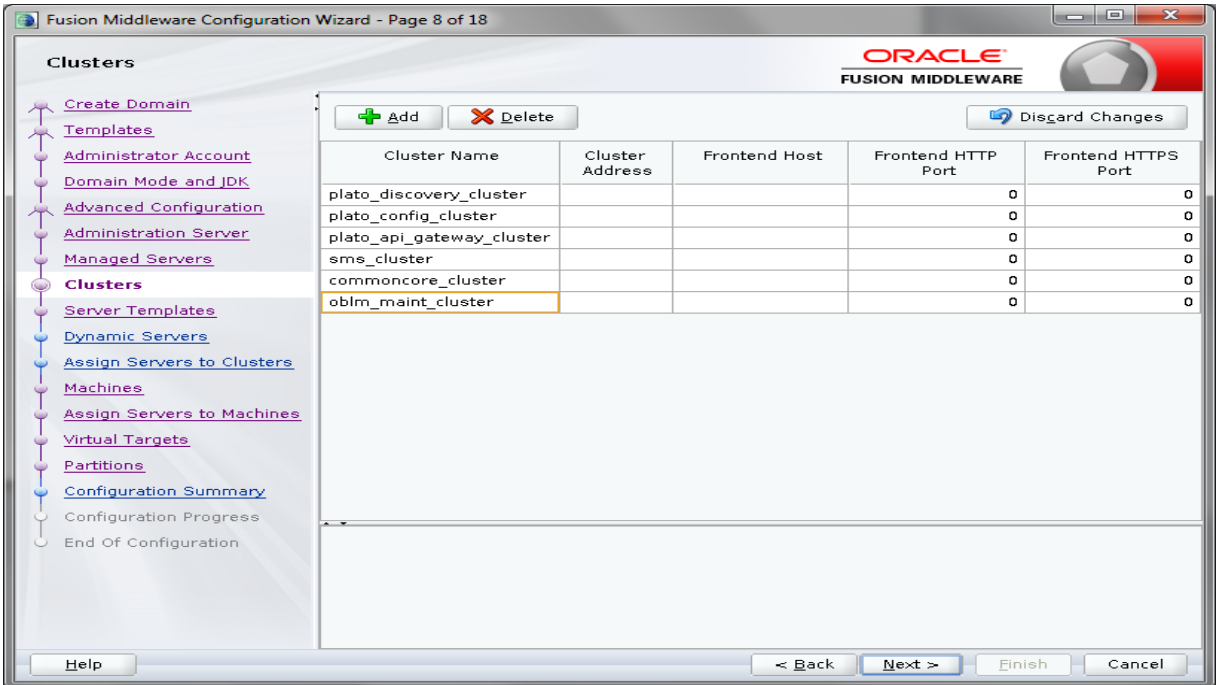 Fusion Middleware Configuration Wizard - Page 8 of 18
Clusters
ORACLE
FUSION MIDDLEWARE
Create Domain
Templates
Administrator Account
Domain Mode and JDK
Advanced Configuration
Administration Server
Managed Servers
Clusters
Server Templates
Dynamic Servers
Assign Servers to Clusters
Machines
Assign Servers to Machines
Virtual Targets
Partitions
Configuration Summary
Configuration Progress
End Of Configuration
Add Delete Discard Changes
Cluster Name Cluster Address Frontend Host Frontend HTTP Port Frontend HTTPS Port
plato_discovery_cluster 0 0
plato_config_cluster 0 0
plato_api_gateway_cluster 0 0
sms_cluster 0 0
commoncore_cluster 0 0
oblm_maint_cluster 0 0
Help < Back Next > Finish Cancel